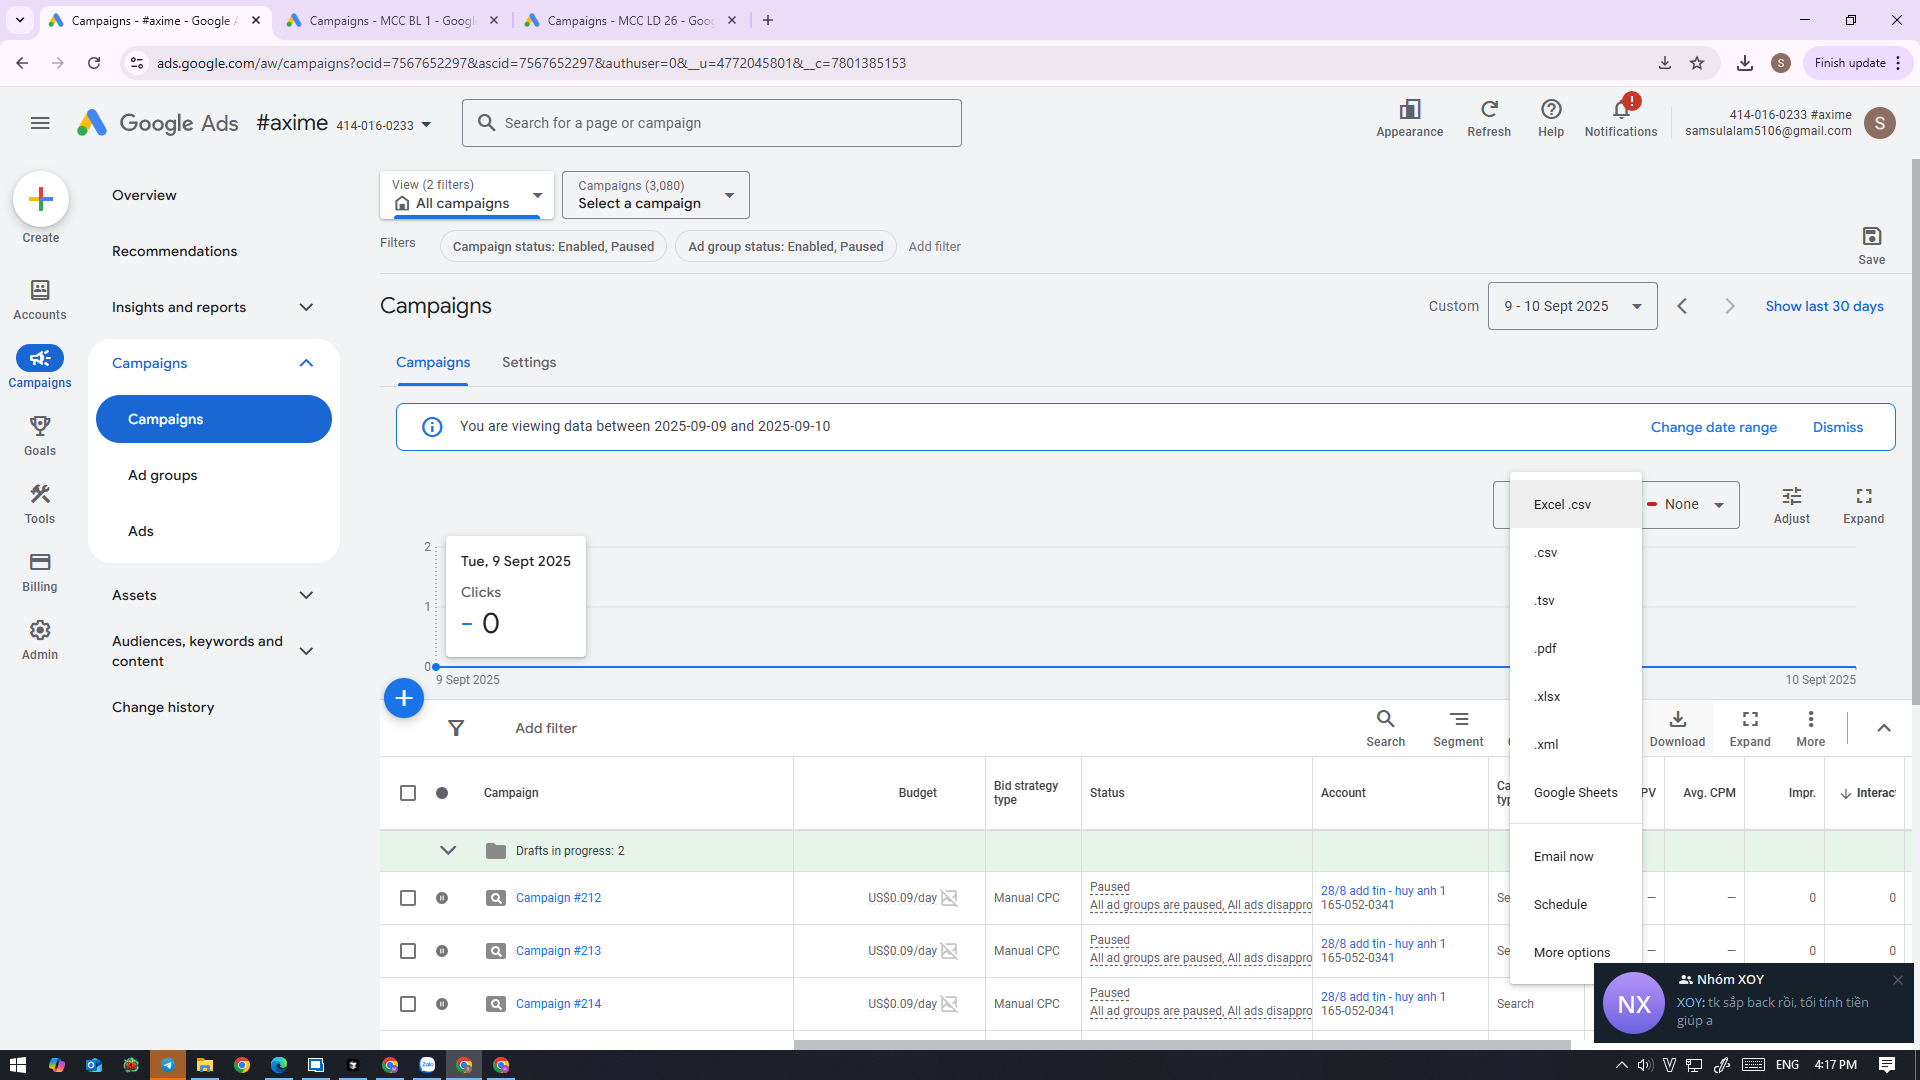 Campaigns - #axime - Google A
Campaigns - MCC BL 1 - Googl
Campaigns - MCC LD 26 - Goo
ads.google.com/aw/campaigns?ocid=7567652297&ascid=7567652297&authuser=0&__u=4772045801&__c=7801385153
S
Finish update
Google Ads
#axime 414-016-0233
Search for a page or campaign
Appearance
Refresh
Help
!
Notifications
414-016-0233 #axime
samsulalam5106@gmail.com
S
Create
Accounts
Campaigns
Goals
Tools
Billing
Admin
Overview
Recommendations
Insights and reports
Campaigns
Campaigns
Ad groups
Ads
Assets
Audiences, keywords and
content
Change history
View (2 filters)
All campaigns
Campaigns (3,080)
Select a campaign
Filters
Campaign status: Enabled, Paused
Ad group status: Enabled, Paused
Add filter
Save
Campaigns
Custom
9 - 10 Sept 2025
Show last 30 days
Campaigns
Settings
You are viewing data between 2025-09-09 and 2025-09-10
Change date range
Dismiss
None
Adjust
Expand
2
1
0
Tue, 9 Sept 2025
Clicks
0
9 Sept 2025
10 Sept 2025
Excel .csv
.csv
.tsv
.pdf
.xlsx
.xml
Google Sheets
Email now
Schedule
More options
Add filter
Search
Segment
Download
Expand
More
Campaign
Budget
Bid strategy
type
Status
Account
Ca
typ
PV
Avg. CPM
Impr.
Interac
Drafts in progress: 2
Campaign #212
US$0.09/day
Manual CPC
Paused
All ad groups are paused, All ads disappro
28/8 add tin - huy anh 1
165-052-0341
Se
—
—
0
0
Campaign #213
US$0.09/day
Manual CPC
Paused
All ad groups are paused, All ads disappro
28/8 add tin - huy anh 1
165-052-0341
Se
—
—
0
0
Campaign #214
US$0.09/day
Manual CPC
Paused
All ad groups are paused, All ads disappro
28/8 add tin - huy anh 1
165-052-0341
Search
NX
Nhóm XOY
XOY: tk sắp back rồi, tối tính tiền
giúp a
Zalo
ENG
4:17 PM